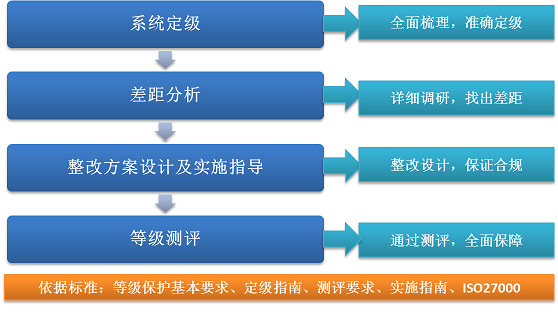 系统定级
全面梳理，准确定级
差距分析
详细调研，找出差距
整改方案设计及实施指导
整改设计，保证合规
等级测评
通过测评，全面保障
依据标准：等级保护基本要求、定级指南、测评要求、实施指南、ISO27000